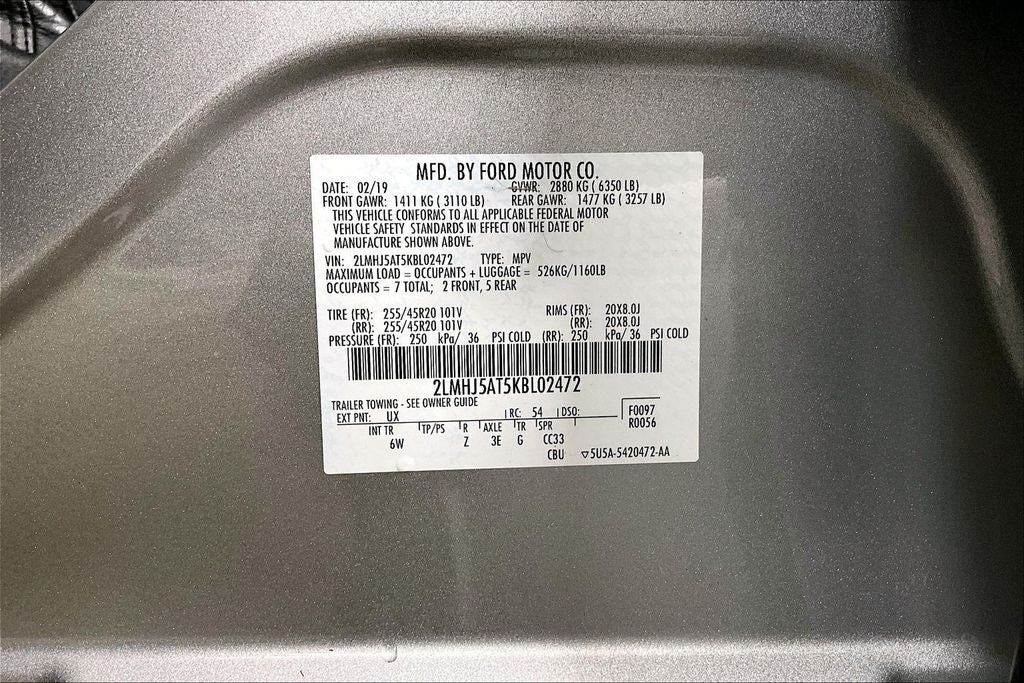 MFD. BY FORD MOTOR CO.
DATE: 02/19 GVWR: 2880 KG ( 6350 LB)
FRONT GAWR: 1411 KG ( 3110 LB) REAR GAWR: 1477 KG ( 3257 LB)
THIS VEHICLE CONFORMS TO ALL APPLICABLE FEDERAL MOTOR
VEHICLE SAFETY STANDARDS IN EFFECT ON THE DATE OF
MANUFACTURE SHOWN ABOVE.
VIN: 2LMHJ5AT5KBL02472 TYPE: MPV
MAXIMUM LOAD = OCCUPANTS + LUGGAGE = 526KG/1160LB
OCCUPANTS = 7 TOTAL; 2 FRONT, 5 REAR
TIRE (FR): 255/45R20 101V RIMS (FR): 20X8.0J
(RR): 255/45R20 101V (RR): 20X8.0J
PRESSURE (FR): 250 kPa/ 36 PSI COLD (RR): 250 kPa/ 36 PSI COLD
2LMHJ5AT5KBL02472
TRAILER TOWING - SEE OWNER GUIDE
EXT PNT: UX RC: 54 DSO: F0097
INT TR TP/PS R AXLE TR SPR R0056
6W Z 3E G CC33
CBU ▽5U5A-5420472-AA